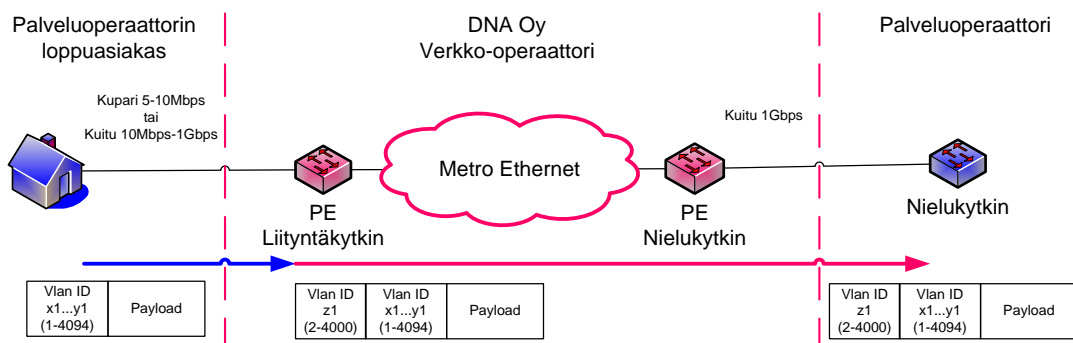 Palveluoperaattorin
loppuasiakas
DNA Oy
Verkko-operaattori
Palveluoperaattori
Kupari 5-10Mbps
tai
Kuitu 10Mbps-1Gbps
Kuitu 1Gbps
Metro Ethernet
PE
Liityntäkytkin
PE
Nielukytkin
Nielukytkin
Vlan ID
x1...y1
(1-4094)
Payload
Vlan ID
z1
(2-4000)
Vlan ID
x1...y1
(1-4094)
Payload
Vlan ID
z1
(2-4000)
Vlan ID
x1...y1
(1-4094)
Payload